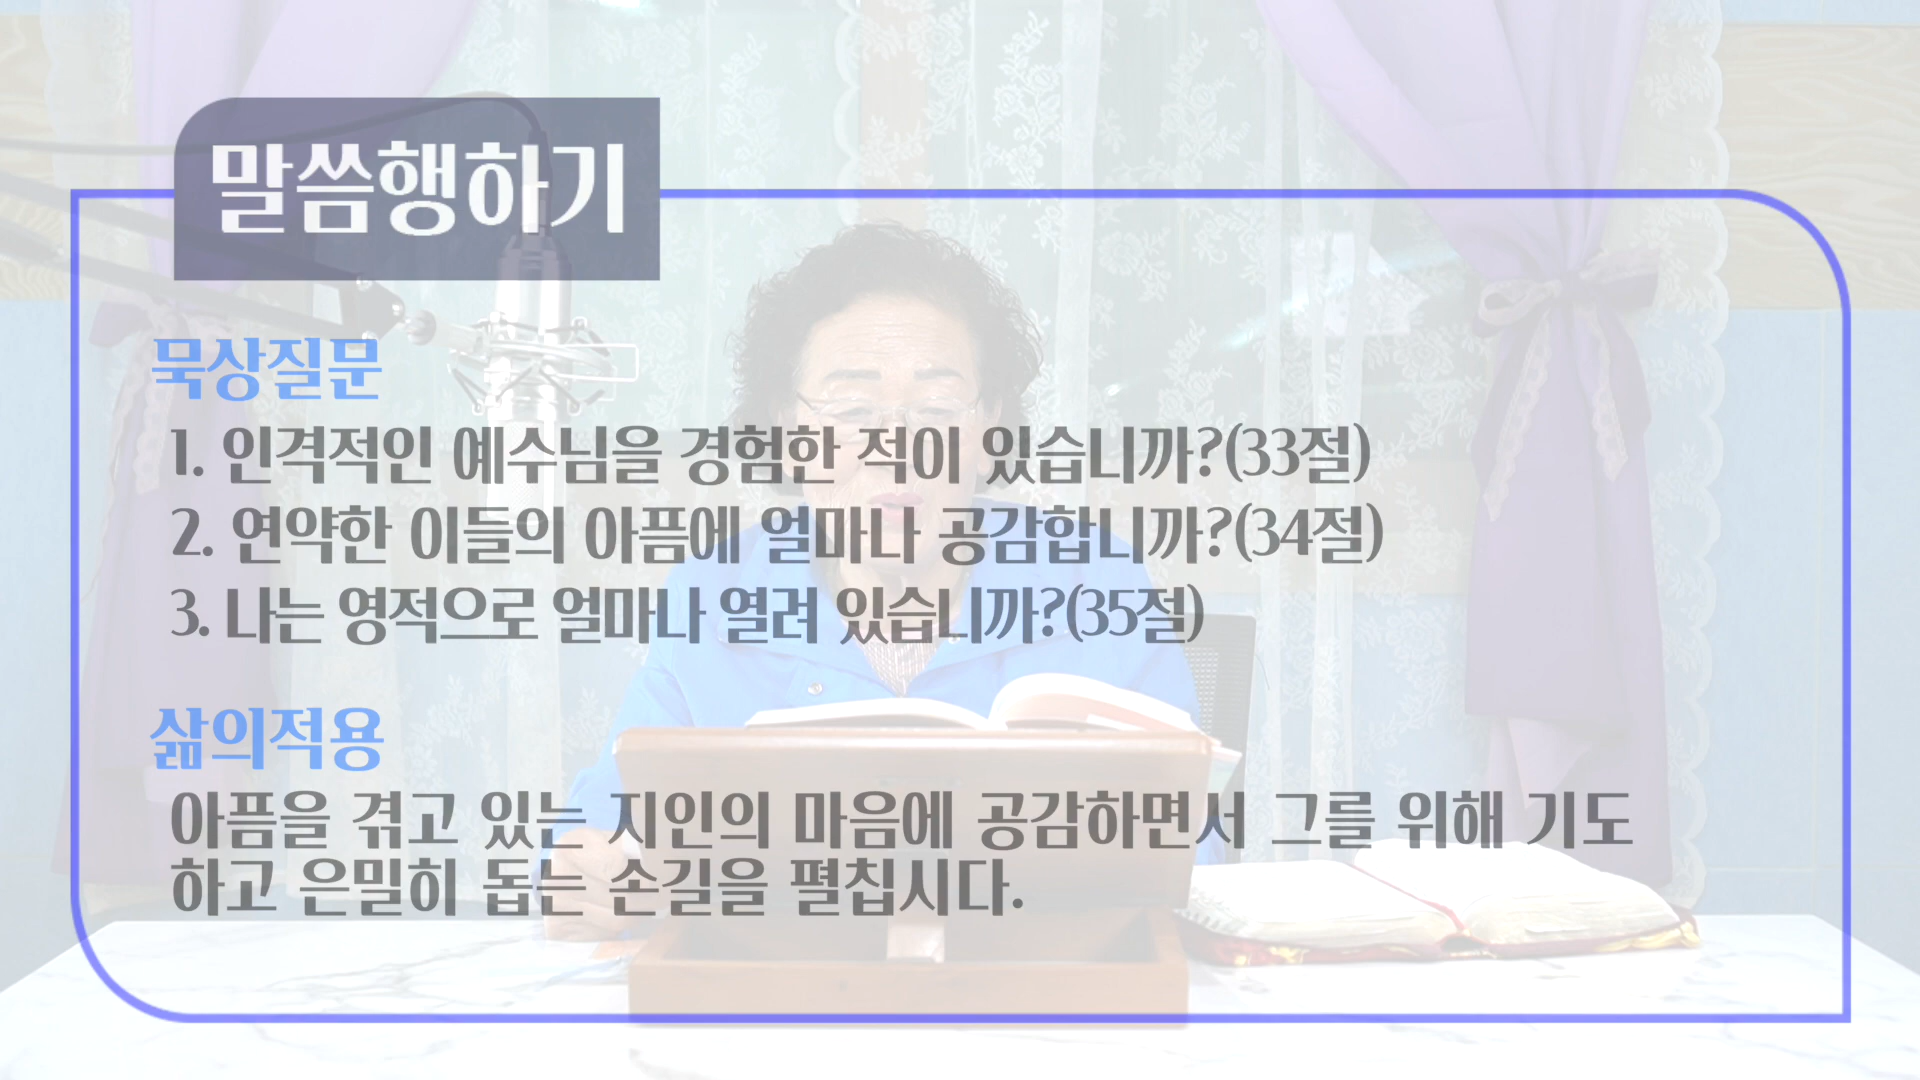 말씀행하기
묵상질문
1. 인격적인 예수님을 경험한 적이 있습니까?(33절)
2. 연약한 이들의 아픔에 얼마나 공감합니까?(34절)
3. 나는 영적으로 얼마나 열려 있습니까?(35절)
삶의적용
아픔을 겪고 있는 지인의 마음에 공감하면서 그를 위해 기도
하고 은밀히 돕는 손길을 펼칩시다.